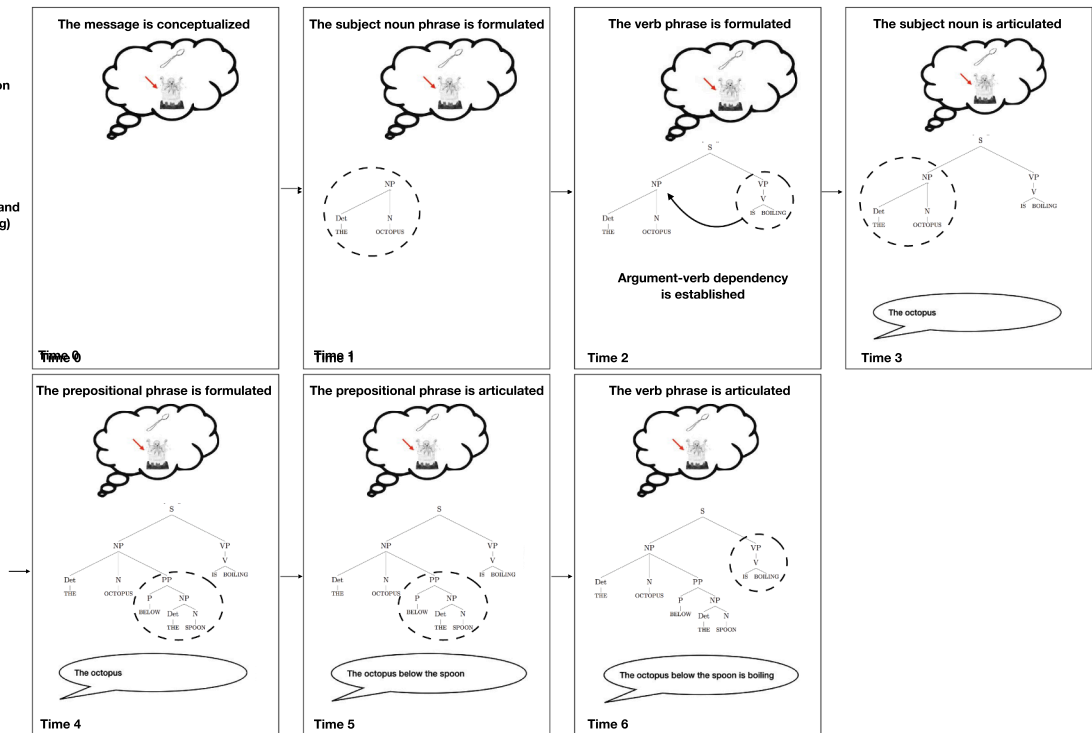 on
and
g)
The message is conceptualized
Time 0
Time 0
The subject noun phrase is formulated
NP
Det N
THE OCTOPUS
Time 1
Time 1
The verb phrase is formulated
S
NP VP
V
IS BOILING
Det N
THE OCTOPUS
Argument-verb dependency
is established
Time 2
The subject noun is articulated
S
NP VP
V
Det N IS BOILING
THE OCTOPUS
The octopus
Time 3
The prepositional phrase is formulated
S
NP VP
V
Det N PP IS BOILING
THE OCTOPUS P NP
BELOW Det N
THE SPOON
The octopus
Time 4
The prepositional phrase is articulated
S
NP VP
V
Det N PP IS BOILING
THE OCTOPUS P NP
BELOW Det N
THE SPOON
The octopus below the spoon
Time 5
The verb phrase is articulated
S
NP VP
V
Det N PP IS BOILING
THE OCTOPUS P NP
BELOW Det N
THE SPOON
The octopus below the spoon is boiling
Time 6